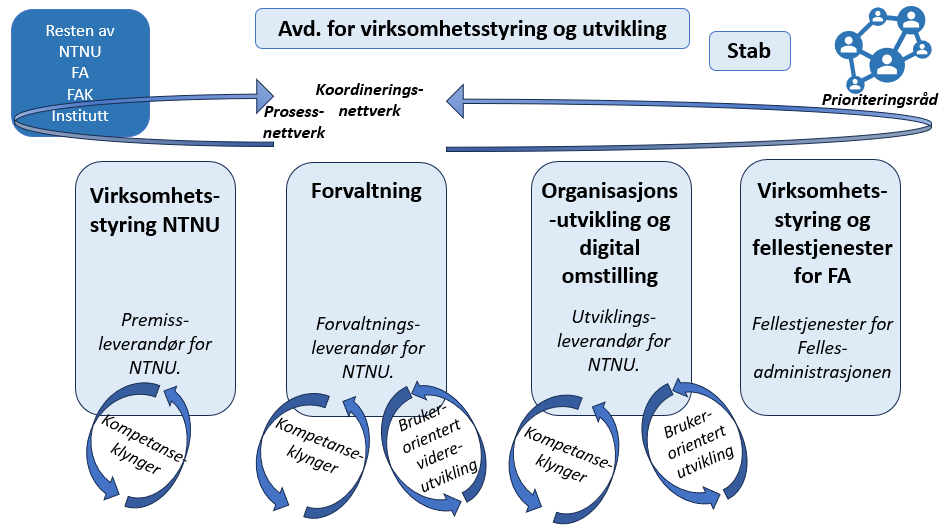 Resten av
NTNU
FA
FAK
Institutt
Avd. for virksomhetsstyring og utvikling
Stab
Koordinerings-
nettverk
Prosess-
nettverk
Prioriteringsråd
Virksomhets-
styring NTNU
Premiss-
leverandør for
NTNU.
Kompetanse-
klynger
Forvaltning
Forvaltnings-
leverandør for
NTNU.
Kompetanse-
klynger
Bruker-
orientert
videre-
utvikling
Organisasjons
-utvikling og
digital
omstilling
Utviklings-
leverandør for
NTNU.
Kompetanse-
klynger
Bruker-
orientert
utvikling
Virksomhets-
styring og
fellestjenester
for FA
Fellestjenester for
Felles-
administrasjonen